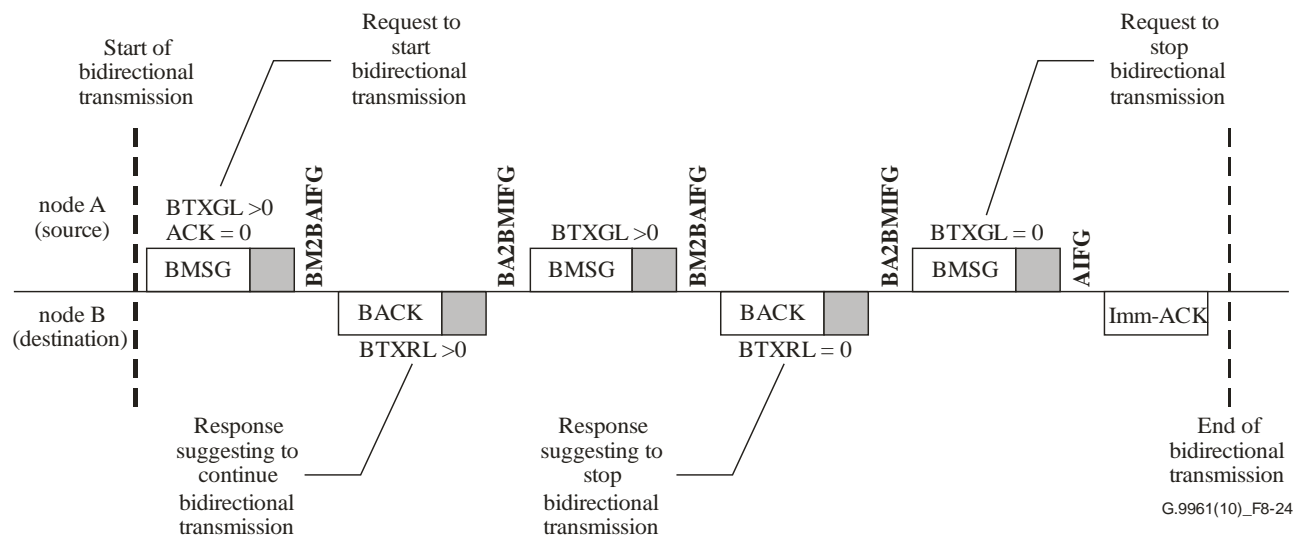 Start of
bidirectional
transmission
Request to
start
bidirectional
transmission
Request to
stop
bidirectional
transmission
node A
(source)
BTXGL >0
ACK = 0
BMSG
BM2BAIFG
BA2BMIFG
BTXGL >0
BMSG
BM2BAIFG
BA2BMIFG
BTXGL = 0
BMSG
AIFG
node B
(destination)
BACK
BTXRL >0
BACK
BTXRL = 0
Imm-ACK
Response
suggesting to
continue
bidirectional
transmission
Response
suggesting to
stop
bidirectional
transmission
End of
bidirectional
transmission
G.9961(10)_F8-24